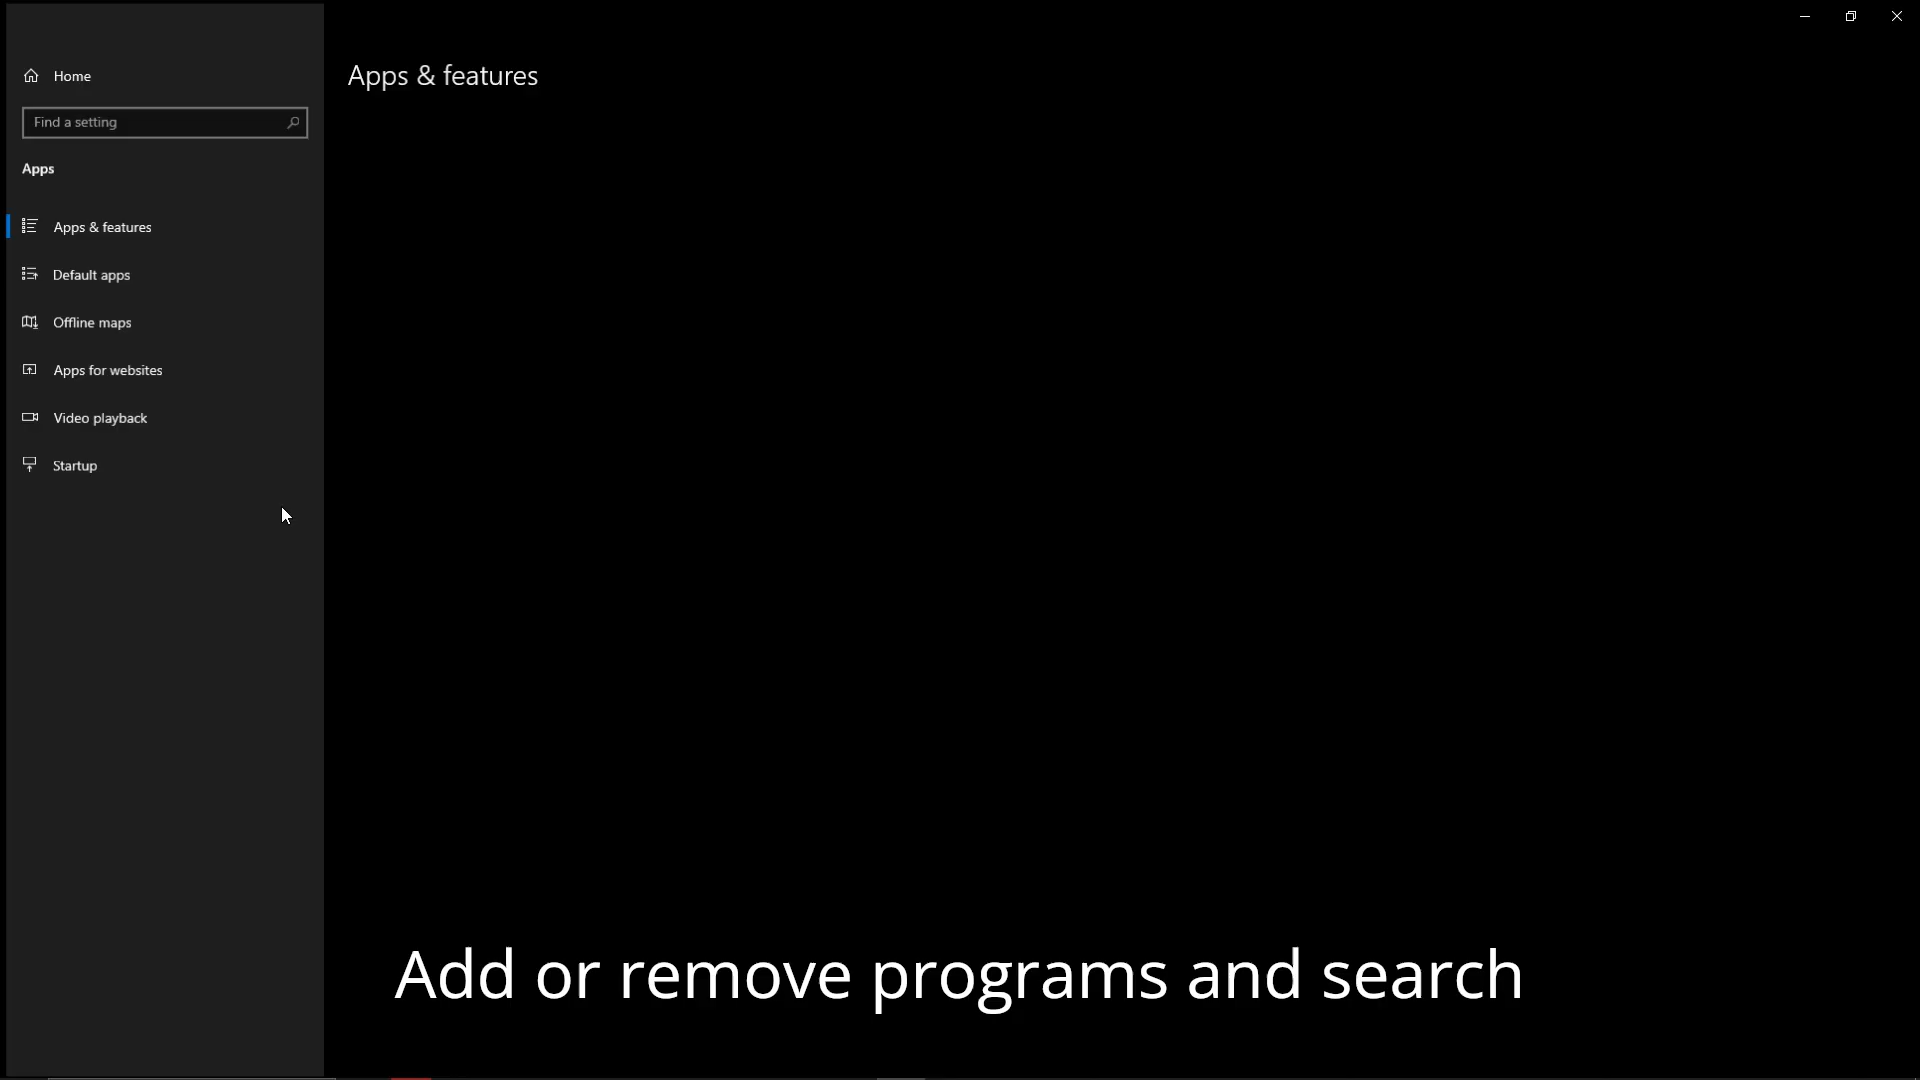 Home
Apps & features
Find a setting
Apps
Apps & features
Default apps
Offline maps
Apps for websites
Video playback
Startup
Add or remove programs and search